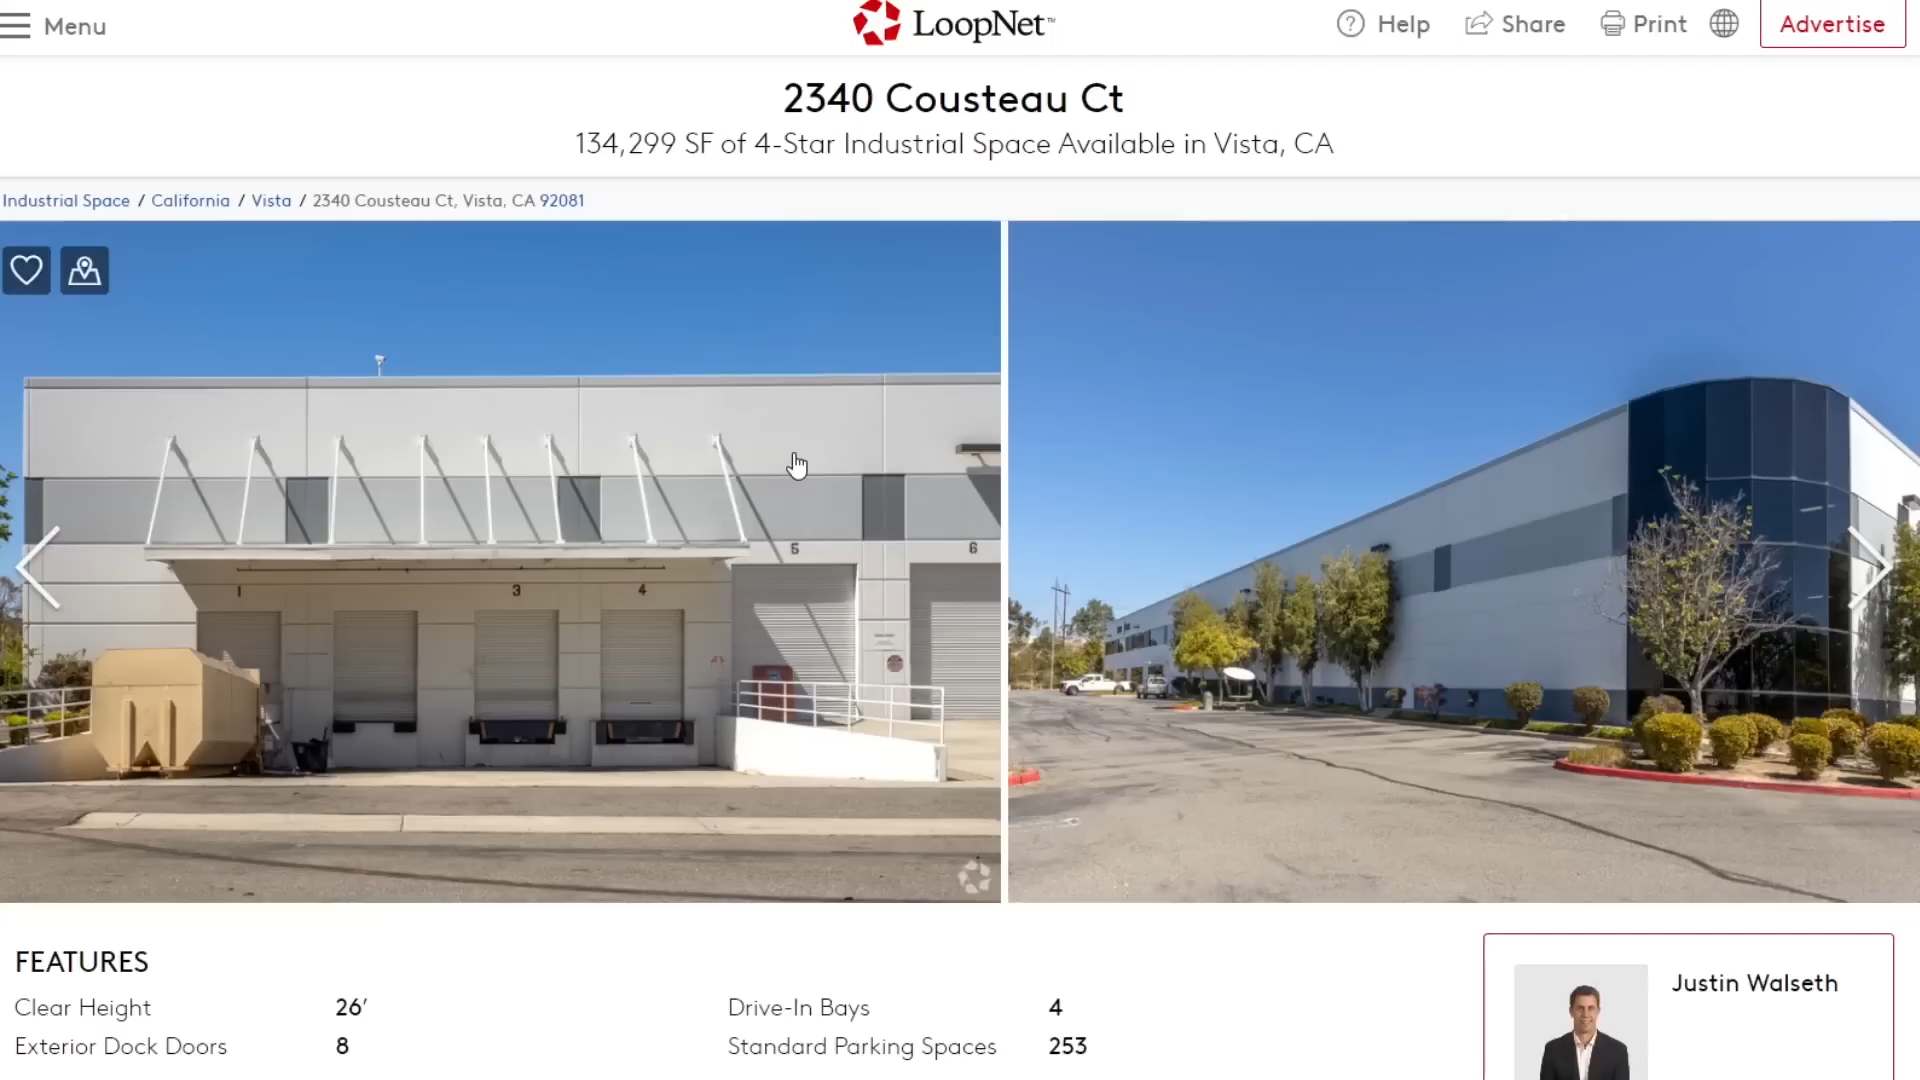 Menu
LoopNet™
Help
Share
Print
Advertise
2340 Cousteau Ct
134,299 SF of 4-Star Industrial Space Available in Vista, CA
Industrial Space / California / Vista / 2340 Cousteau Ct, Vista, CA 92081
1
3
4
5
6
FEATURES
Clear Height 26′
Exterior Dock Doors 8
Drive-In Bays 4
Standard Parking Spaces 253
Justin Walseth